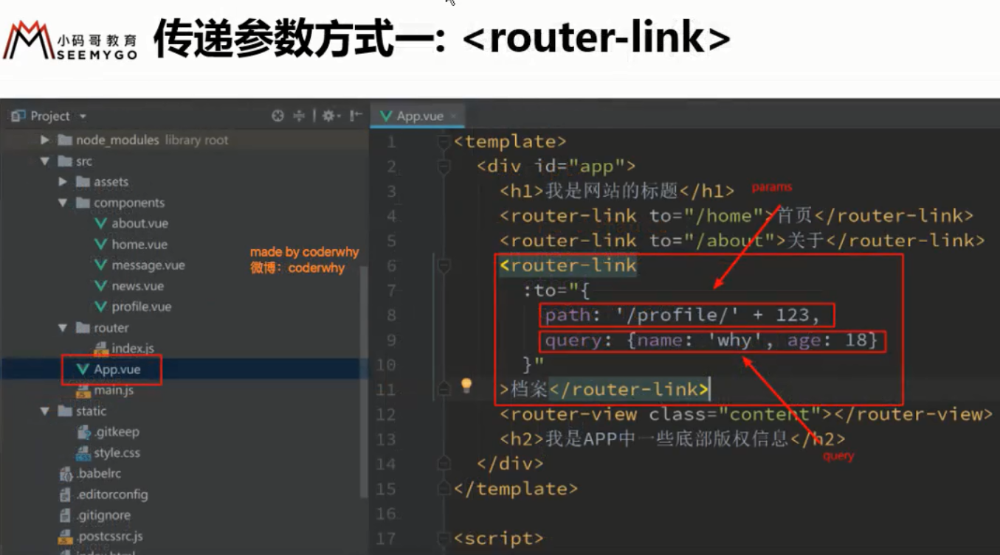 小码哥教育
SEEMYGO
传递参数方式一: <router-link>
Project
App.vue
node_modules library root
src
assets
components
about.vue
home.vue
message.vue
news.vue
profile.vue
router
index.js
App.vue
main.js
static
.gitkeep
style.css
.babelrc
.editorconfig
.gitignore
.postcssrc.js
index.html
made by coderwhy
微博：coderwhy
1 <template>
2 <div id="app">
3 <h1>我是网站的标题</h1>
params
4 <router-link to="/home">首页</router-link>
5 <router-link to="/about">关于</router-link>
6 <router-link
7 :to="{
8 path: '/profile/' + 123,
9 query: {name: 'why', age: 18}
10 }"
11 >档案</router-link>
12 <router-view class="content"></router-view>
13 <h2>我是APP中一些底部版权信息</h2>
query
14 </div>
15 </template>
16
17 <script>